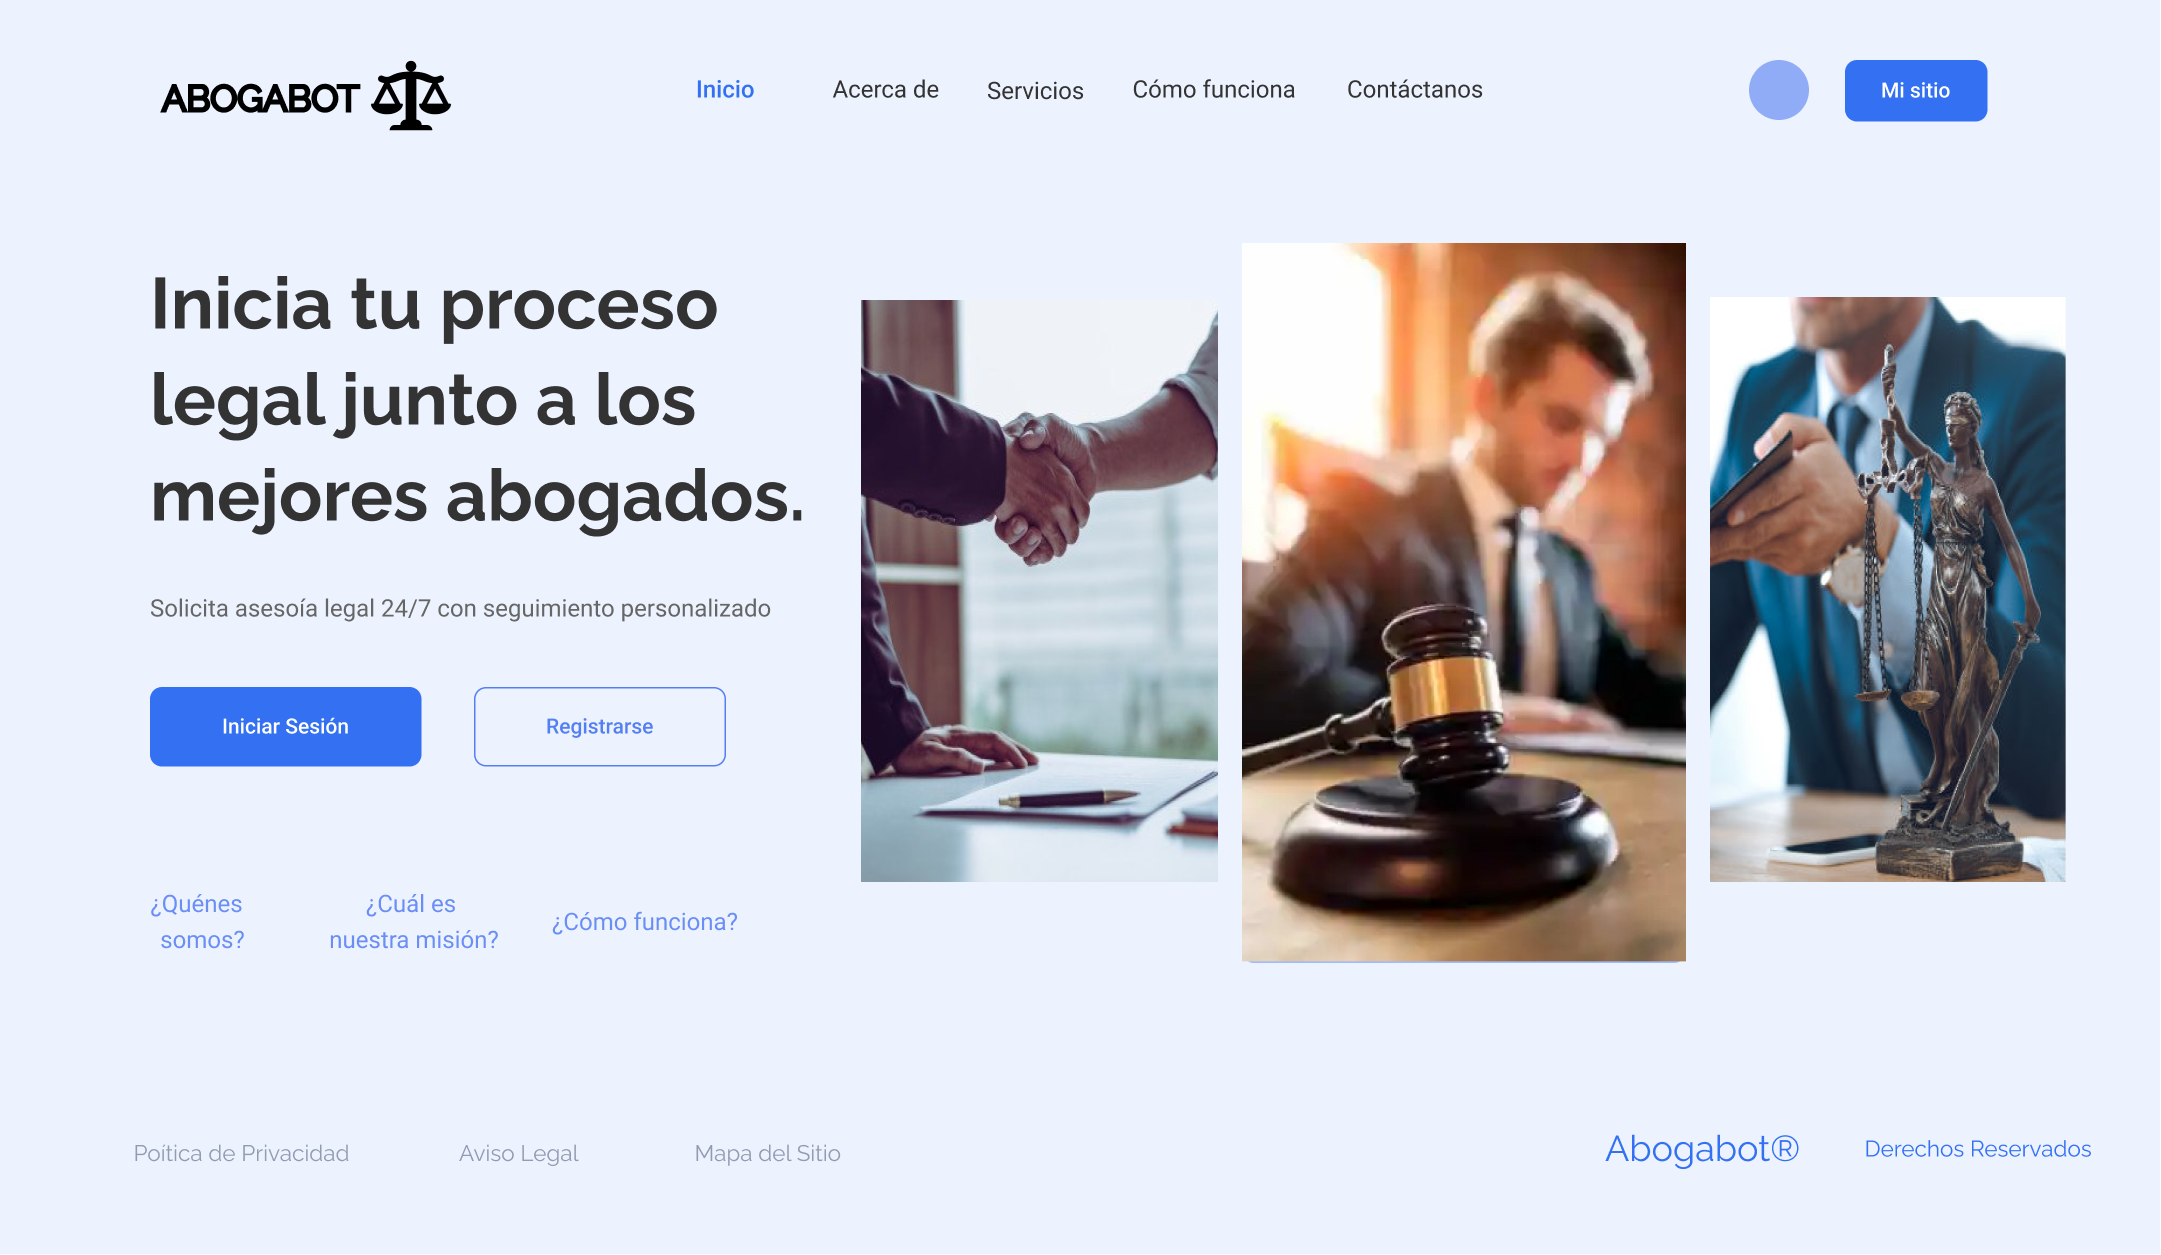 ABOGABOT
Inicio
Acerca de
Servicios
Cómo funciona
Contáctanos
Mi sitio
Inicia tu proceso
legal junto a los
mejores abogados.
Solicita asesoía legal 24/7 con seguimiento personalizado
Iniciar Sesión
Registrarse
¿Quénes
somos?
¿Cuál es
nuestra misión?
¿Cómo funciona?
Poítica de Privacidad
Aviso Legal
Mapa del Sitio
Abogabot®
Derechos Reservados